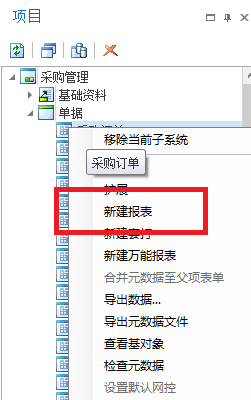 项目
采购管理
基础资料
单据
采购订单
移除当前子系统
采购订单
扩展
新建报表
新建套打
新建万能报表
合并元数据至父项表单
导出数据...
导出元数据文件
查看基对象
检查元数据
设置默认网控